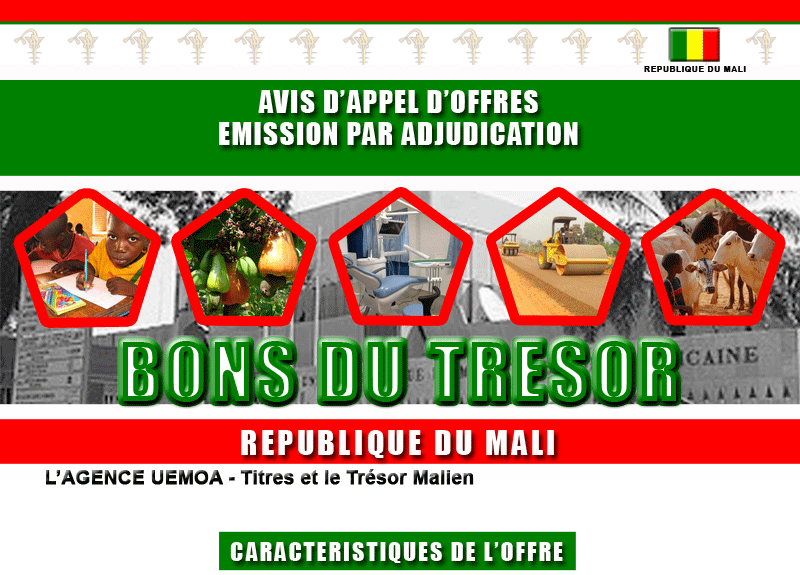 REPUBLIQUE DU MALI
AVIS D'APPEL D'OFFRES
EMISSION PAR ADJUDICATION
CAINE
BONS DU TRESOR
REPUBLIQUE DU MALI
L'AGENCE UEMOA - Titres et le Trésor Malien
CARACTERISTIQUES DE L'OFFRE